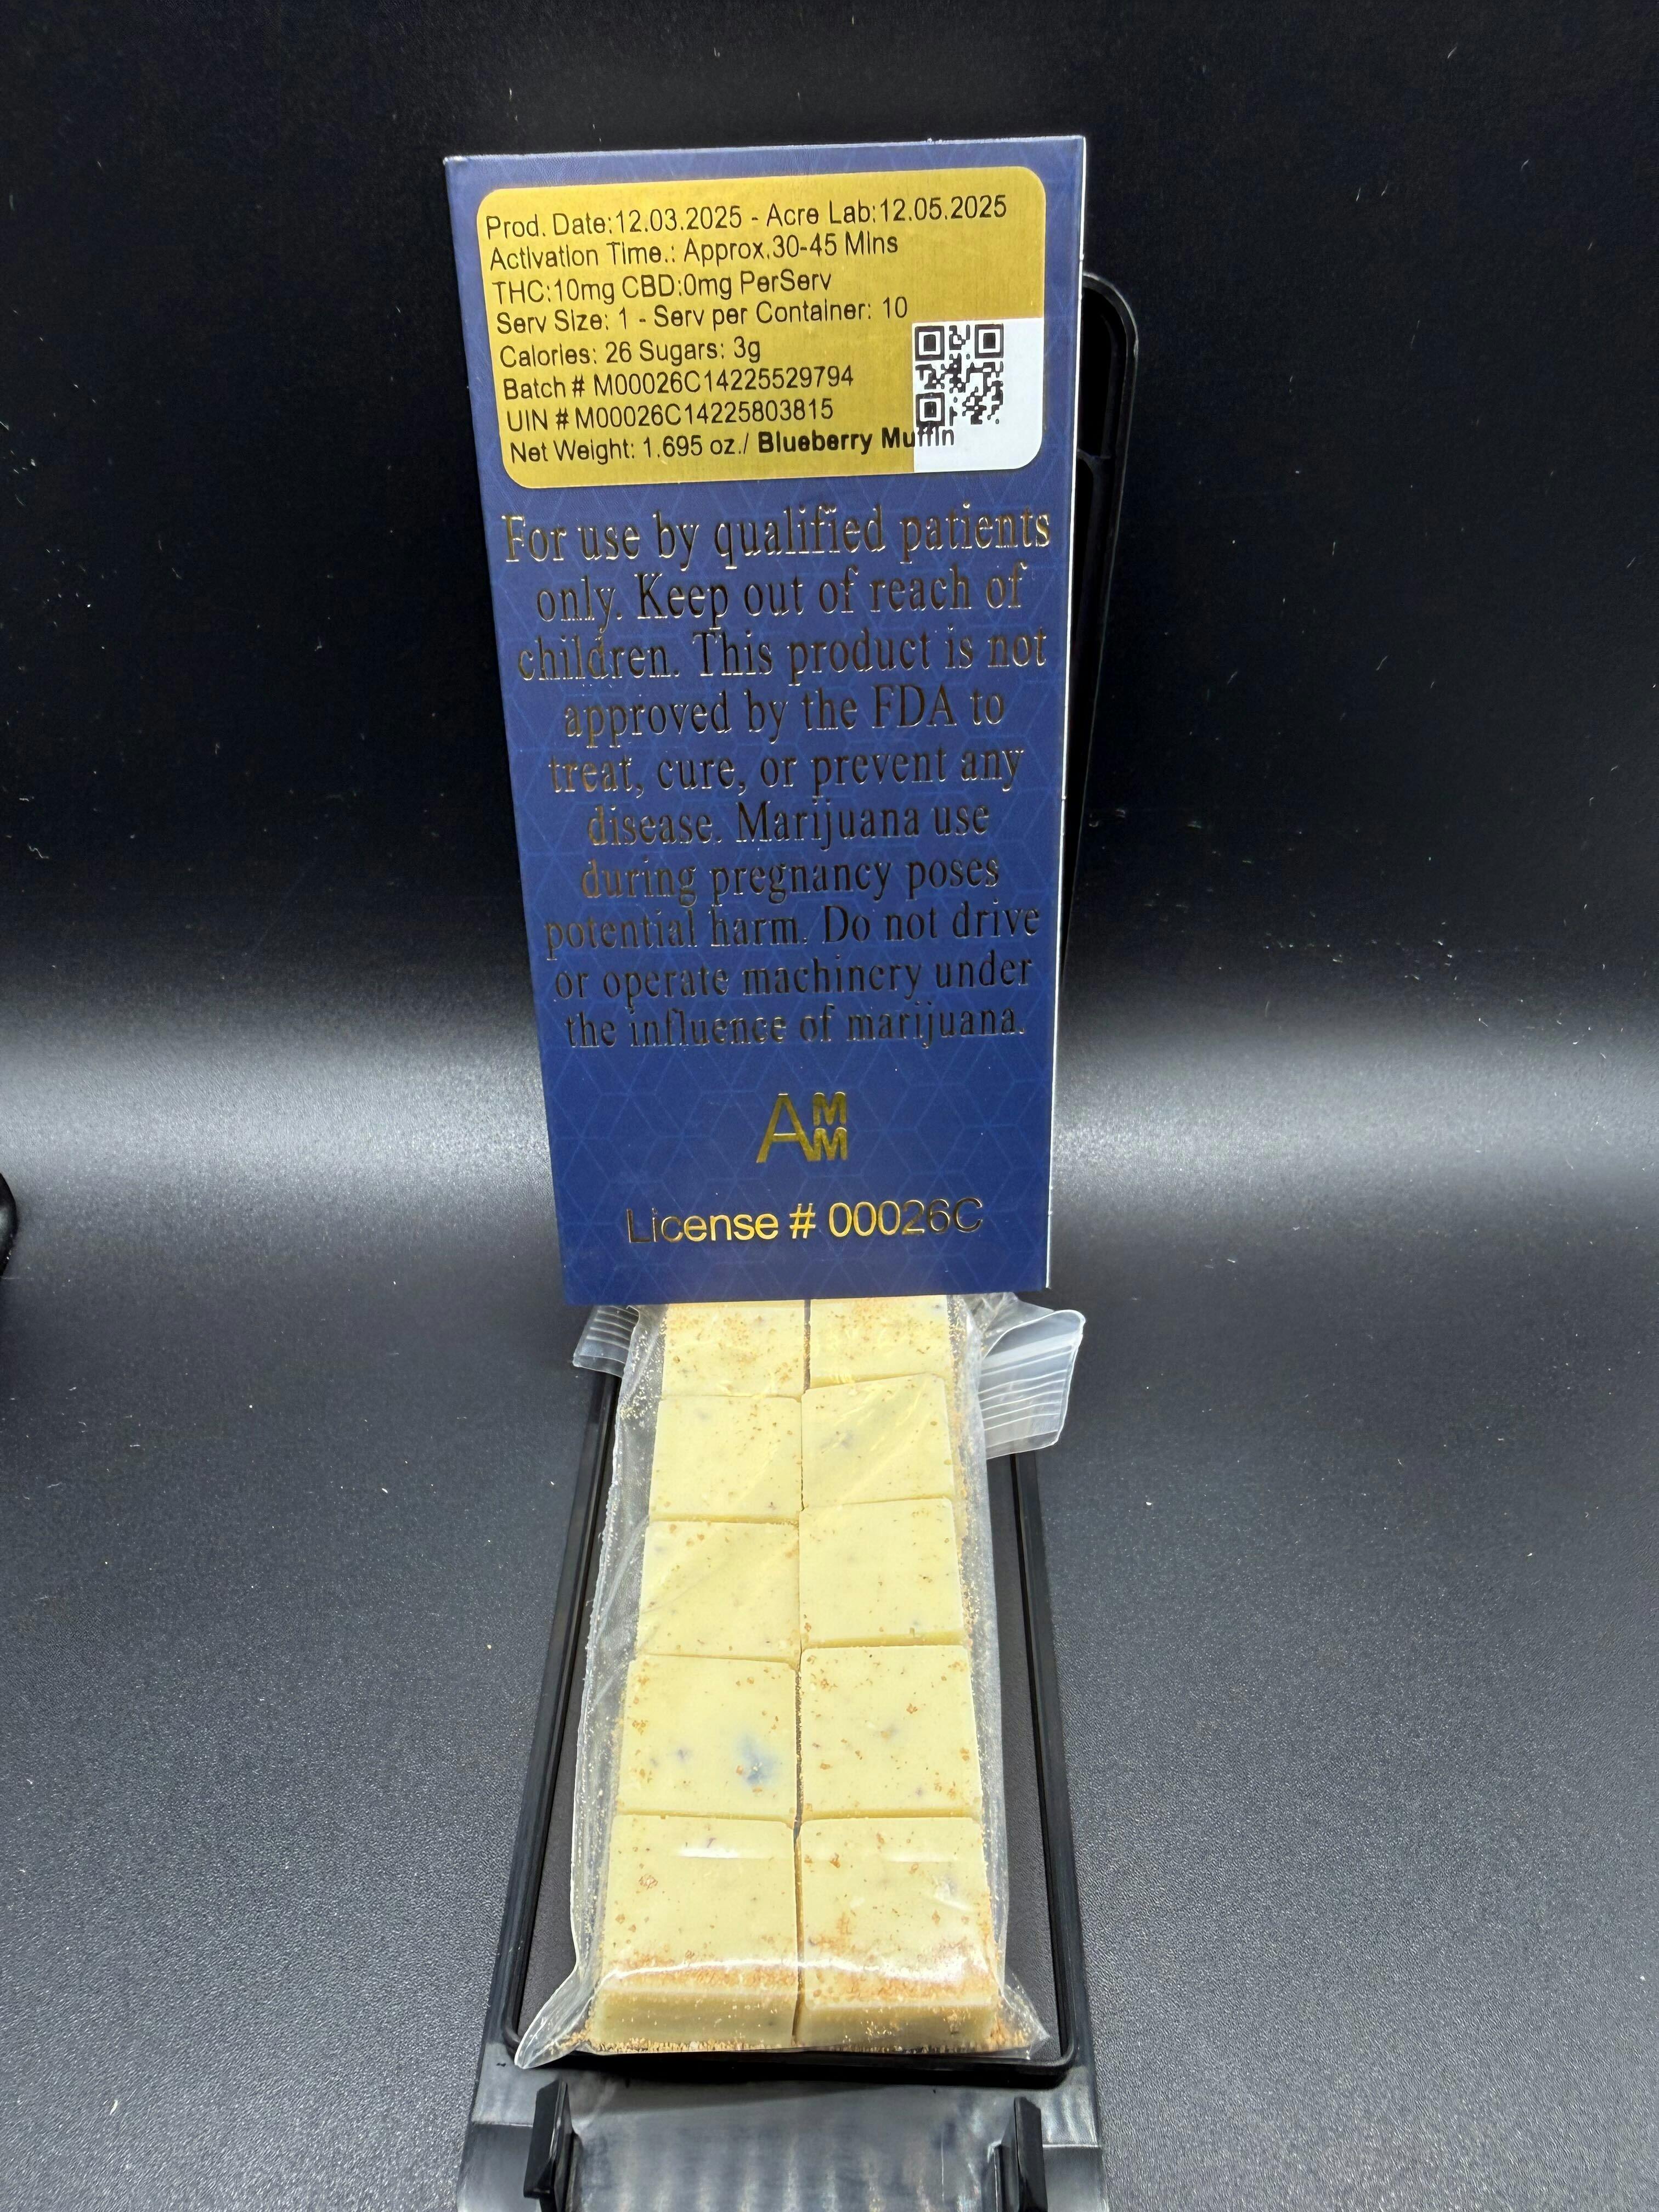 Prod. Date:12.03.2025 - Acre Lab:12.05.2025
Activation Time.: Approx.30-45 Mins
THC:10mg CBD:0mg PerServ
Serv Size: 1 - Serv per Container: 10
Calories: 26 Sugars: 3g
Batch # M00026C14225529794
UIN # M00026C14225803815
Net Weight: 1.695 oz./ Blueberry Muffin
For use by qualified patients
only. Keep out of reach of
children. This product is not
approved by the FDA to
treat, cure, or prevent any
disease. Marijuana use
during pregnancy poses
potential harm. Do not drive
or operate machinery under
the influence of marijuana.
AMM
License # 00026C